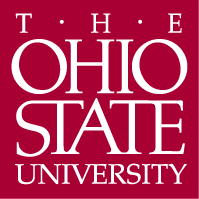 T · H · E
OHIO
STATE
UNIVERSITY